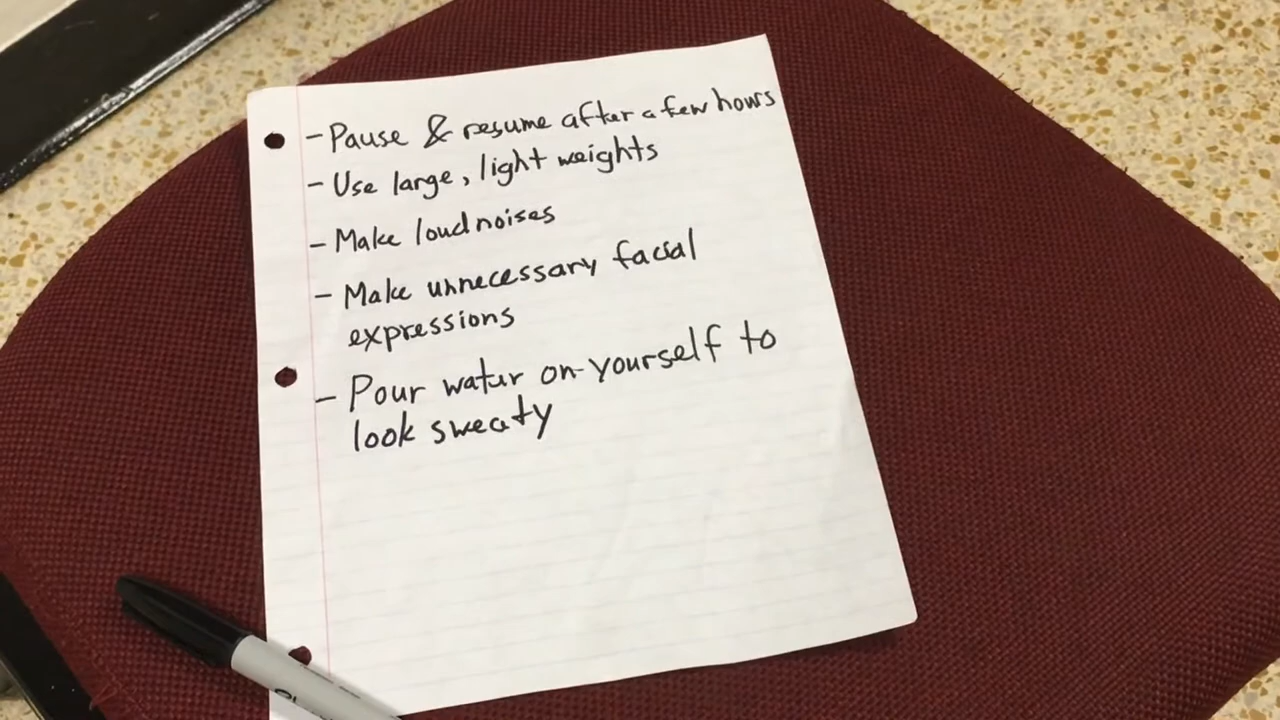 - Pause & resume after a few hours
- Use large, light weights
- Make loud noises
- Make unnecessary facial
expressions
- Pour water on yourself to
look sweaty